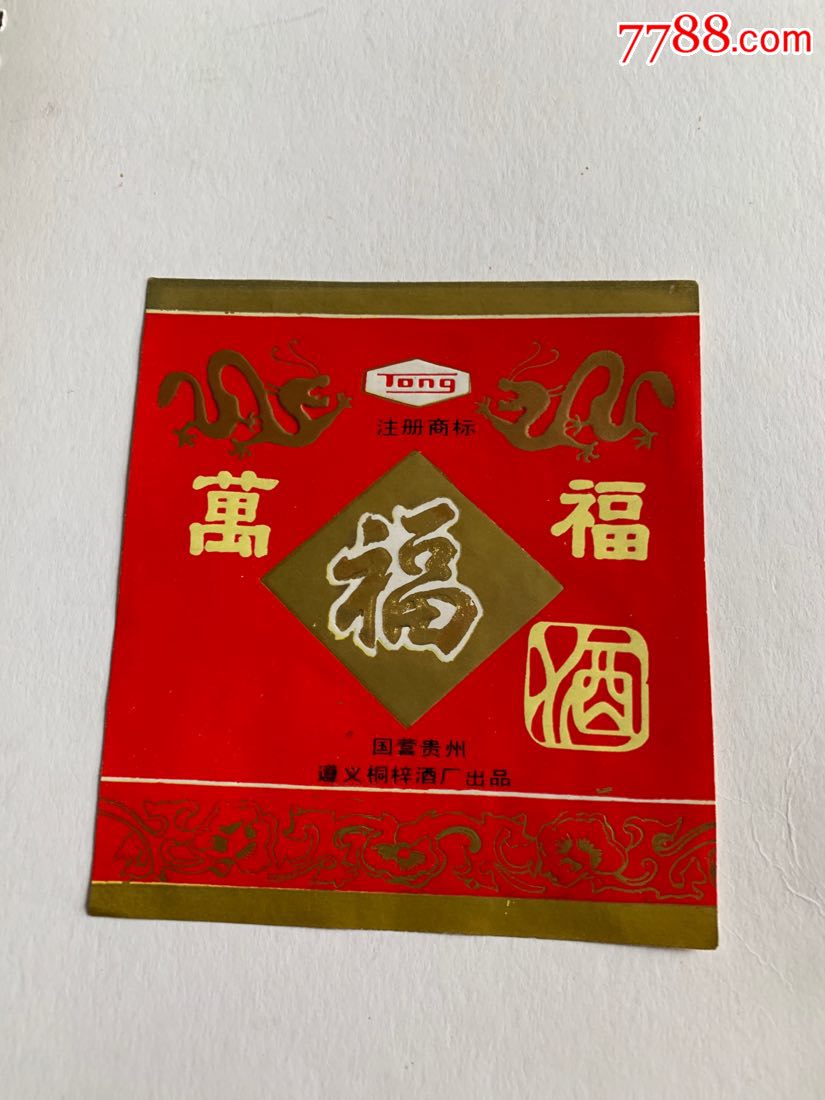 7788.com
Tong
注册商标
萬 福
福
酒
国营贵州
遵义桐梓酒厂出品